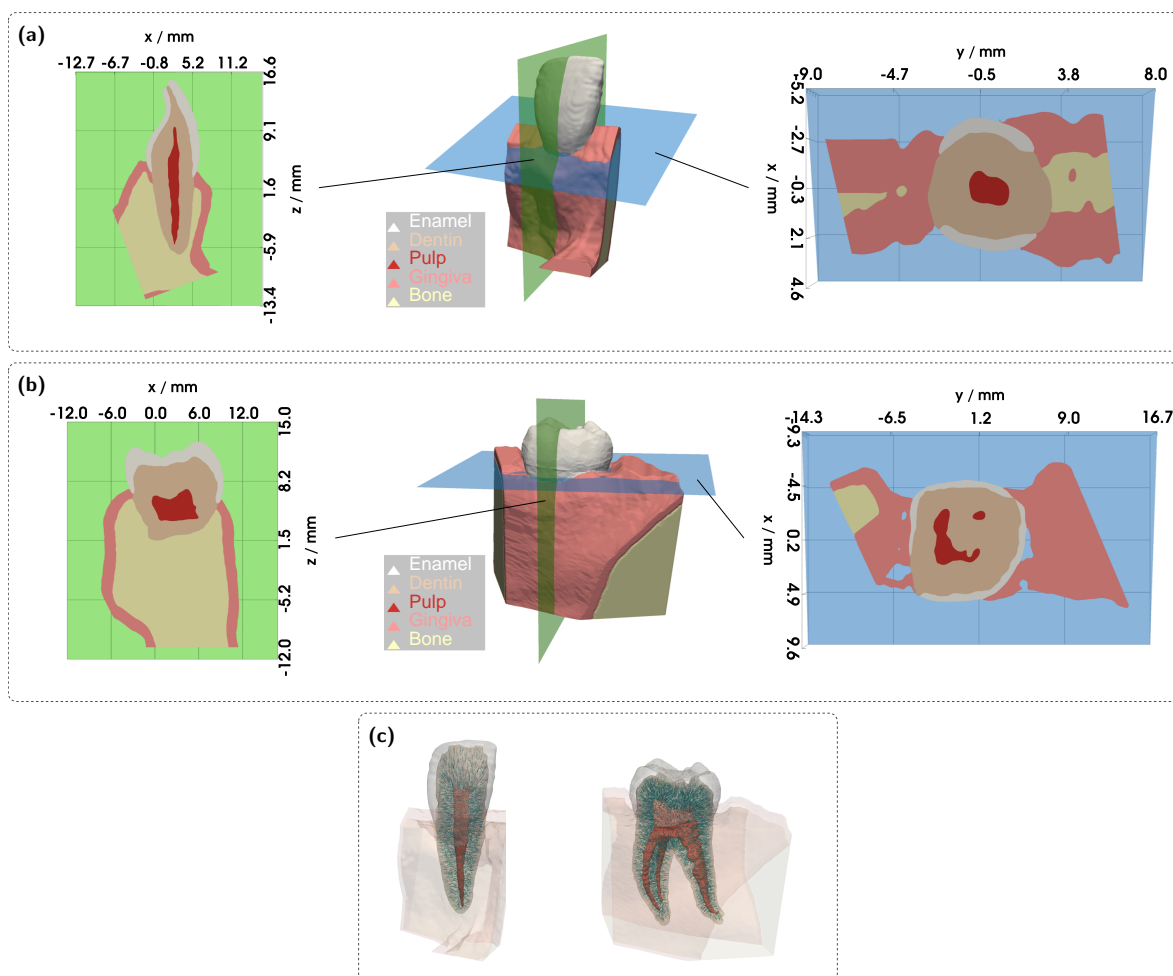 (a)
x / mm
-12.7 -6.7 -0.8 5.2 11.2
16.6
9.1
1.6
-5.9
-13.4
z / mm
Enamel
Dentin
Pulp
Gingiva
Bone
y / mm
-9.0 -4.7 -0.5 3.8 8.0
-5.2
-2.7
-0.3
2.1
4.6
x / mm
(b)
x / mm
-12.0 -6.0 0.0 6.0 12.0
15.0
8.2
1.5
-5.2
-12.0
z / mm
Enamel
Dentin
Pulp
Gingiva
Bone
y / mm
-14.3 -6.5 1.2 9.0 16.7
-9.3
-4.5
0.2
4.9
9.6
x / mm
(c)